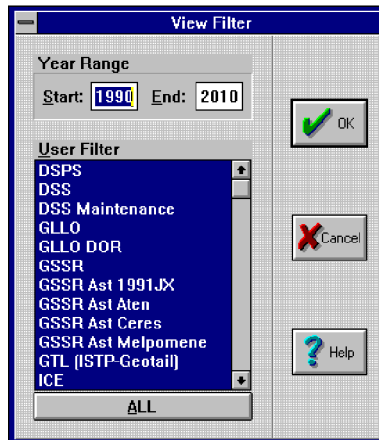 View Filter
Year Range
Start: 1990 End: 2010
OK
User Filter
DSPS
DSS
DSS Maintenance
GLLO
GLLO DOR
GSSR
GSSR Ast 1991JX
GSSR Ast Aten
GSSR Ast Ceres
GSSR Ast Melpomene
GTL (ISTP-Geotail)
ICE
Cancel
Help
ALL